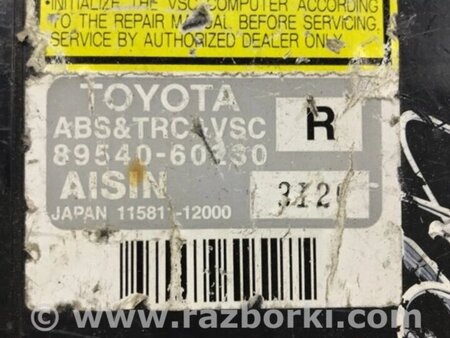 •INITIALIZE THE VSC COMPUTER ACCORDING
TO THE REPAIR MANUAL BEFORE SERVICING.
SERVICE BY AUTHORIZED DEALER ONLY.
TOYOTA
ABS&TRC&VSC
R
AISIN
JAPAN
www.razborki.com